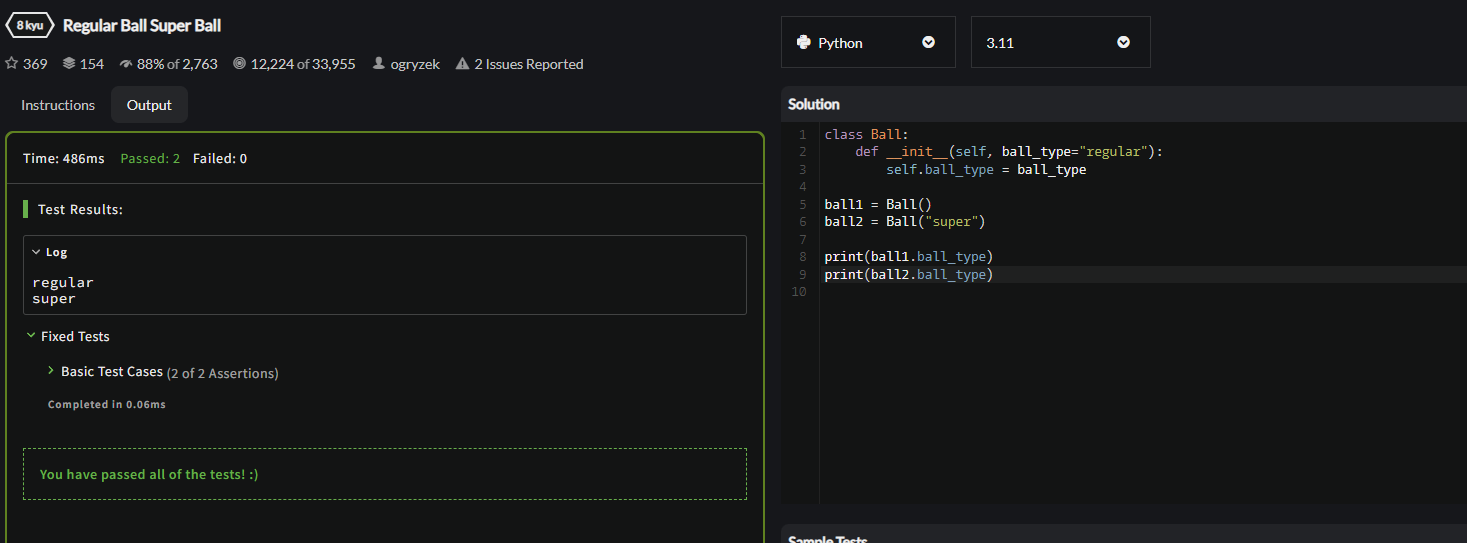 8 kyu Regular Ball Super Ball
369 154 88% of 2,763 12,224 of 33,955 ogryzek 2 Issues Reported
Instructions Output
Time: 486ms Passed: 2 Failed: 0
Test Results:
Log
regular
super
Fixed Tests
Basic Test Cases (2 of 2 Assertions)
Completed in 0.06ms
You have passed all of the tests! :)
Python 3.11
Solution
1 class Ball:
2     def __init__(self, ball_type="regular"):
3         self.ball_type = ball_type
4
5 ball1 = Ball()
6 ball2 = Ball("super")
7
8 print(ball1.ball_type)
9 print(ball2.ball_type)
10
Sample Tests